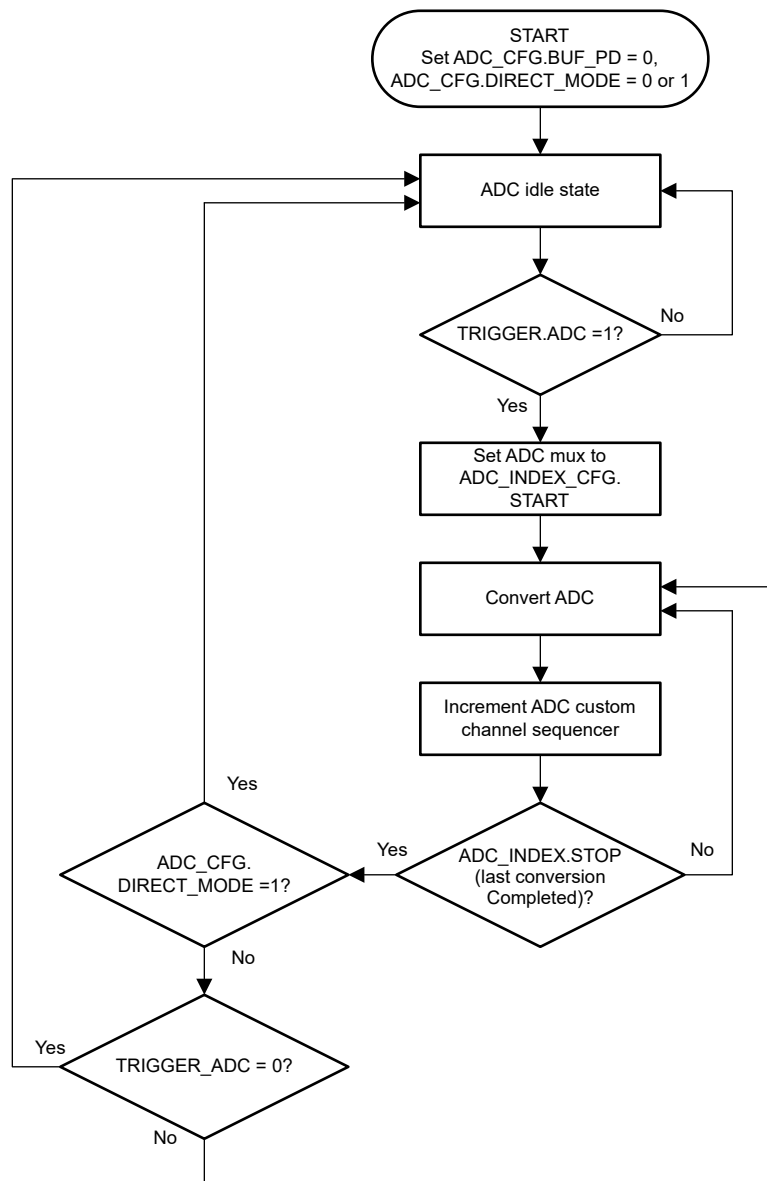 START
Set ADC_CFG.BUF_PD = 0,
ADC_CFG.DIRECT_MODE = 0 or 1
ADC idle state
TRIGGER.ADC =1?
No
Yes
Set ADC mux to
ADC_INDEX_CFG.
START
Convert ADC
Increment ADC custom
channel sequencer
Yes
ADC_CFG.
DIRECT_MODE =1?
Yes
ADC_INDEX.STOP
(last conversion
Completed)?
No
No
Yes
TRIGGER_ADC = 0?
No